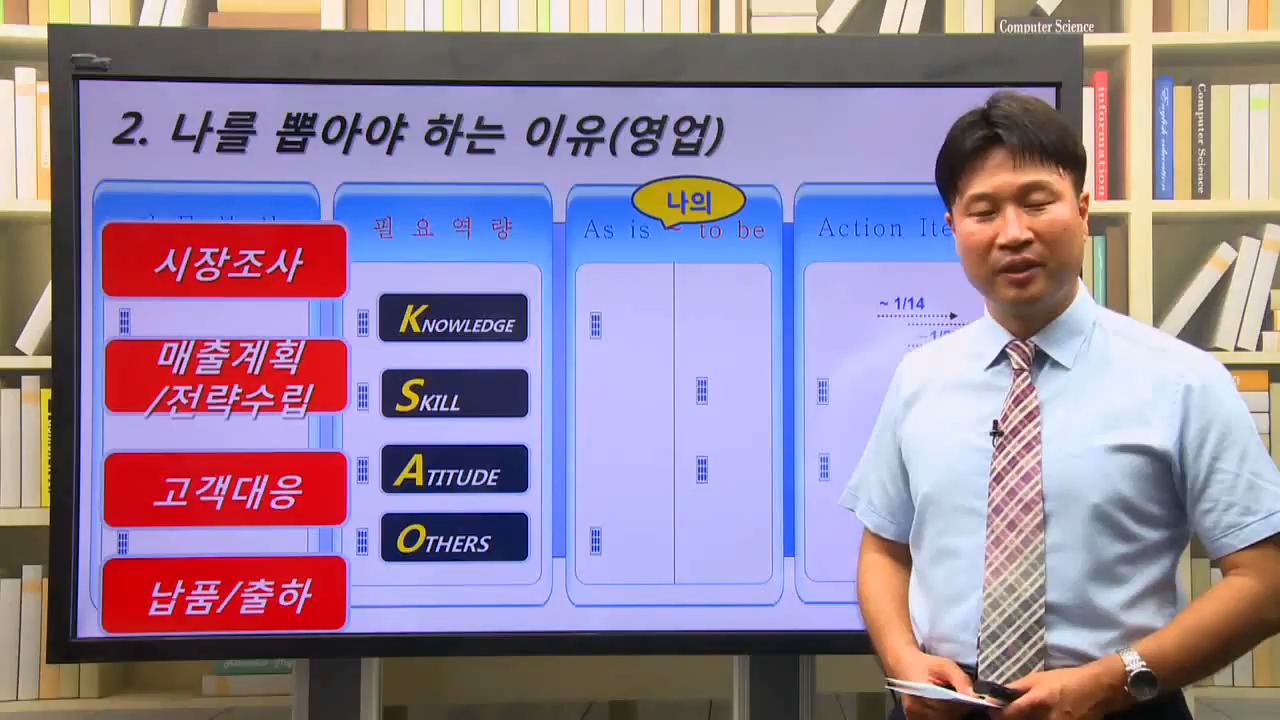 Computer Science
2. 나를 뽑아야 하는 이유(영업)
나의
필 요 역 량
As is ~ to be
Action Ite
시장조사
매출계획
/전략수립
고객대응
납품/출하
KNOWLEDGE
SKILL
ATITUDE
OTHERS
~ 1/14
information
Computer Science